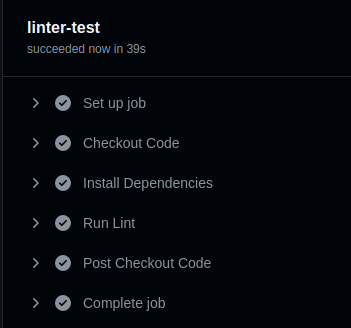 linter-test
succeeded now in 39s
Set up job
Checkout Code
Install Dependencies
Run Lint
Post Checkout Code
Complete job